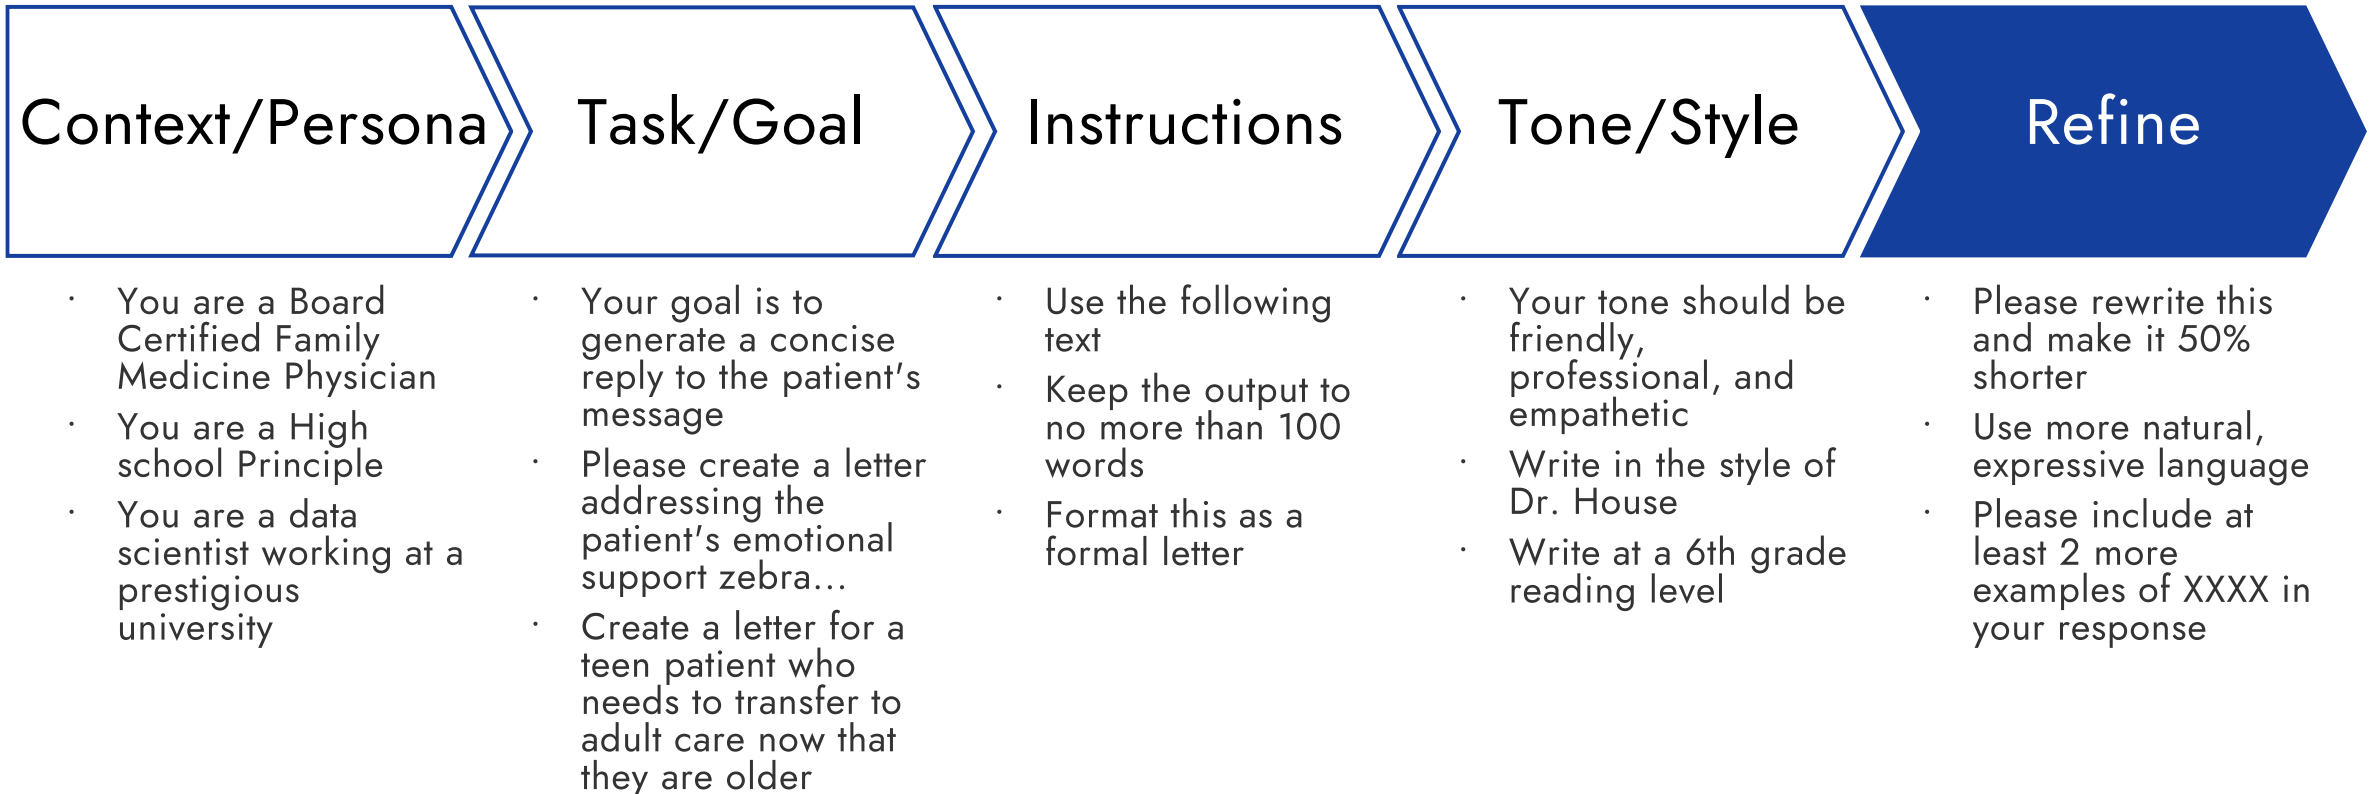 Context/Persona
Task/Goal
Instructions
Tone/Style
Refine
· You are a Board
Certified Family
Medicine Physician
· You are a High
school Principle
· You are a data
scientist working at a
prestigious
university
· Your goal is to
generate a concise
reply to the patient's
message
· Please create a letter
addressing the
patient's emotional
support zebra...
· Create a letter for a
teen patient who
needs to transfer to
adult care now that
they are older
· Use the following
text
· Keep the output to
no more than 100
words
· Format this as a
formal letter
· Your tone should be
friendly,
professional, and
empathetic
· Write in the style of
Dr. House
· Write at a 6th grade
reading level
· Please rewrite this
and make it 50%
shorter
· Use more natural,
expressive language
· Please include at
least 2 more
examples of XXXX in
your response